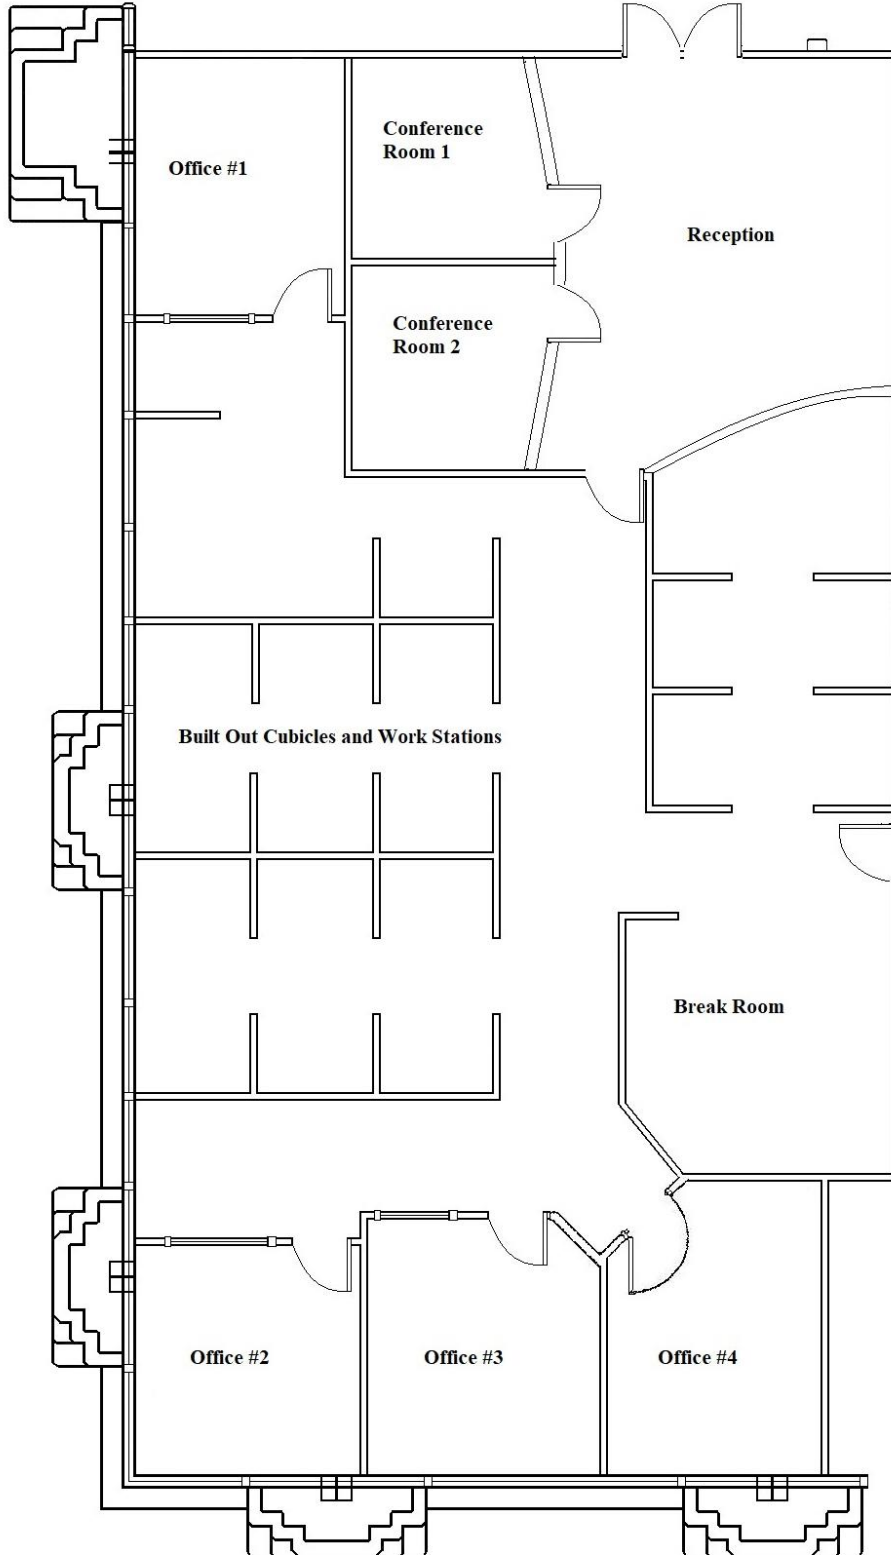 Conference
Room 1
Office #1
Reception
Conference
Room 2
Built Out Cubicles and Work Stations
Break Room
Office #2
Office #3
Office #4